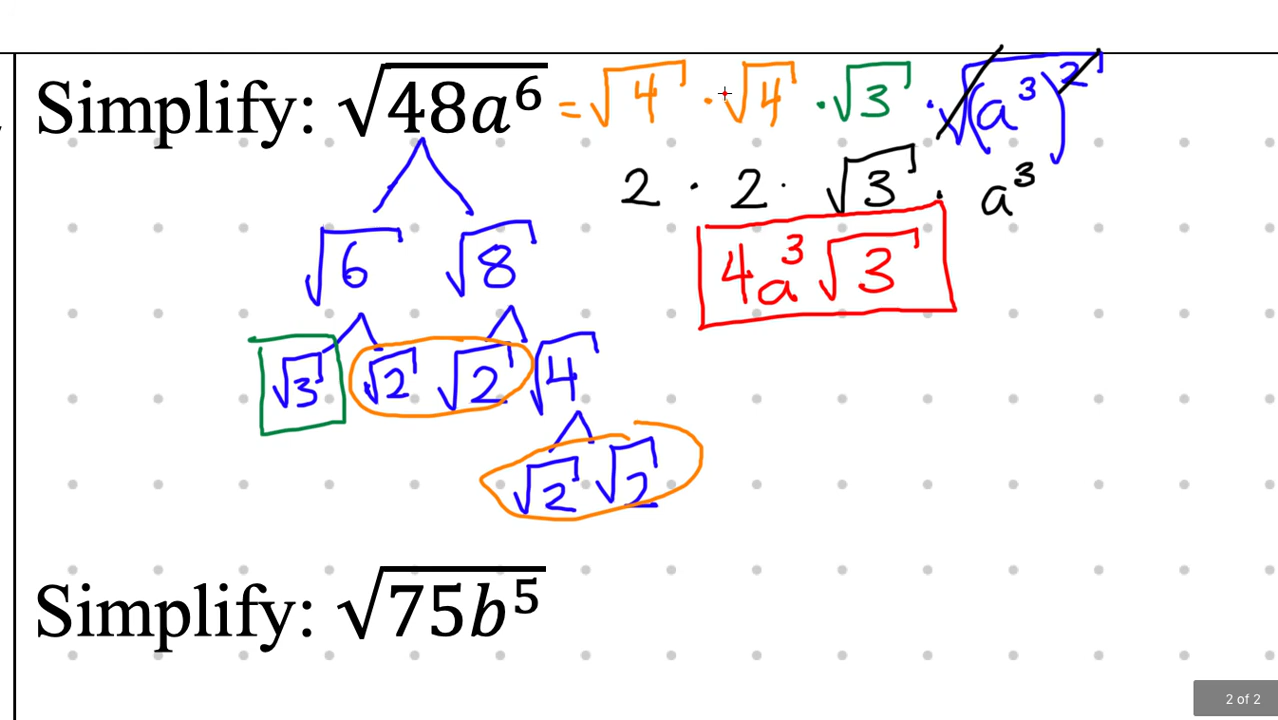 Simplify: √48a⁶ = √4 · √4 · √3 · √(a³)²
2 · 2 · √3 · a³
√6 √8
4a³√3
√3 √2 √2 √4
√2 √2
Simplify: √75b⁵
2 of 2